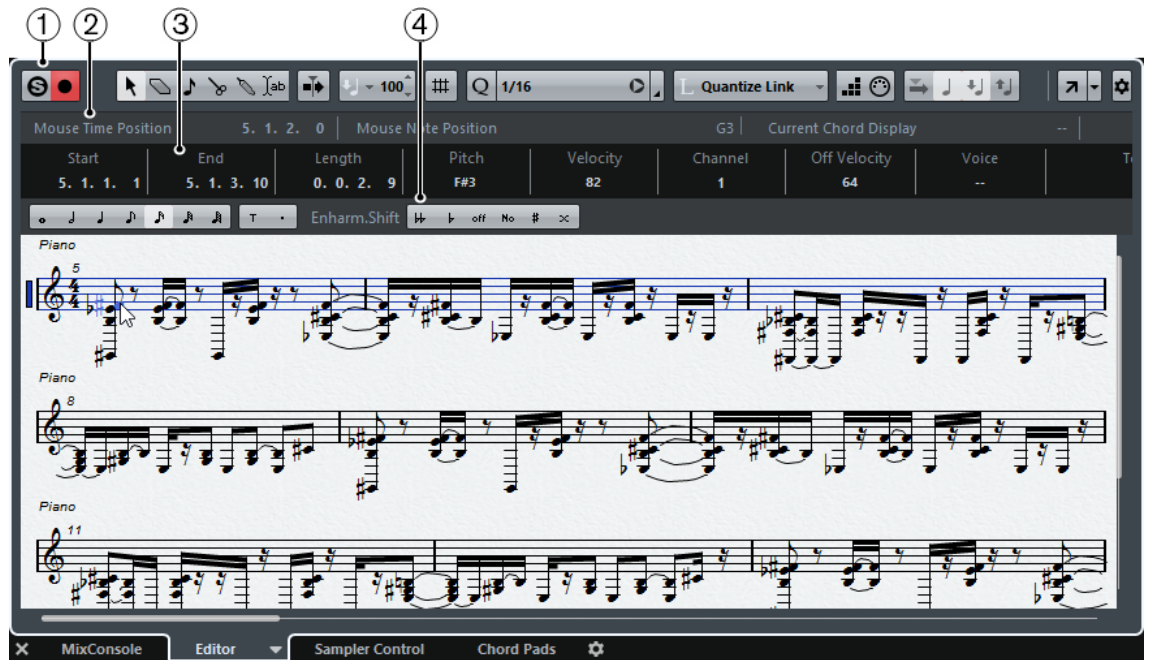 1 2 3 4
S ab 100 Q 1/16 L Quantize Link
Mouse Time Position 5. 1. 2. 0 Mouse Note Position G3 Current Chord Display --
Start End Length Pitch Velocity Channel Off Velocity Voice
5. 1. 1. 1 5. 1. 3. 10 0. 0. 2. 9 F#3 82 1 64 --
T . Enharm.Shift off No # x
Piano
5
4
4
Piano
8
Piano
11
MixConsole Editor Sampler Control Chord Pads